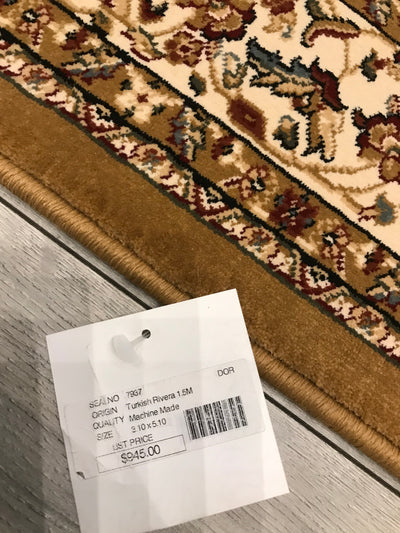 DOR
SEALNO 7937
ORIGIN Turkish Rivera 1.5M
QUALITY Machine Made
SIZE 3.10 x 5.10
LIST PRICE
$945.00